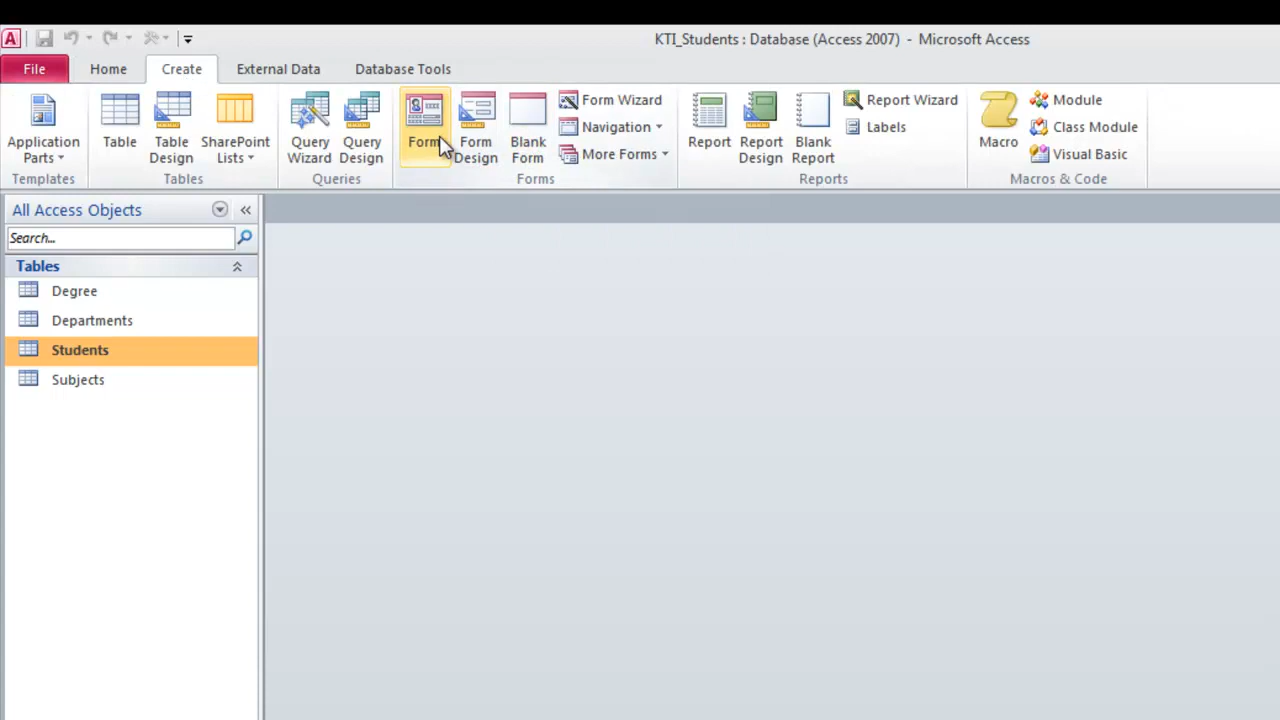 KTI_Students : Database (Access 2007) - Microsoft Access
File Home Create External Data Database Tools
Application Parts
Table
Table Design
SharePoint Lists
Query Wizard
Query Design
Form
Form Design
Blank Form
Form Wizard
Navigation
More Forms
Report
Report Design
Blank Report
Report Wizard
Labels
Macro
Module
Class Module
Visual Basic
Templates Tables Queries Forms Reports Macros & Code
All Access Objects
Search...
Tables
Degree
Departments
Students
Subjects